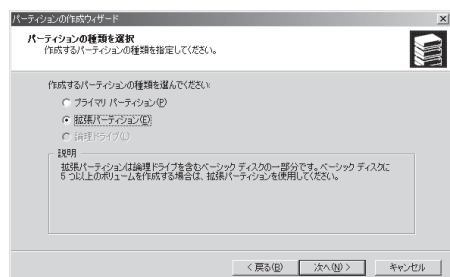 パーティションの作成ウィザード
パーティションの種類を選択
作成するパーティションの種類を指定してください。
作成するパーティションの種類を選んでください:
プライマリ パーティション(P)
拡張パーティション(E)
論理ドライブ(L)
説明
拡張パーティションは論理ドライブを含むベーシック ディスクの一部分です。ベーシック ディスクに
5 つ以上のボリュームを作成する場合は、拡張パーティションを使用してください。
< 戻る(B)
次へ(N) >
キャンセル